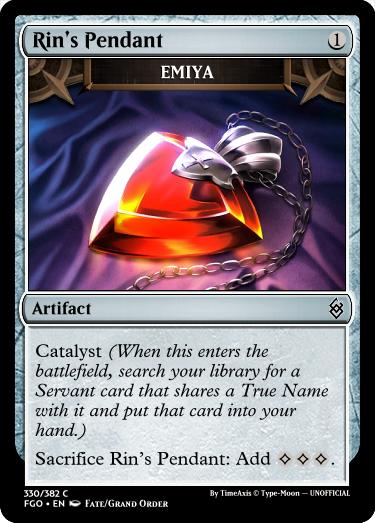 Rin's Pendant 1
EMIYA
Artifact
Catalyst (When this enters the
battlefield, search your library for a
Servant card that shares a True Name
with it and put that card into your
hand.)
Sacrifice Rin's Pendant: Add ◇◇◇.
330/382 C
FGO • EN Fate/Grand Order
By TimeAxis © Type-Moon — UNOFFICIAL